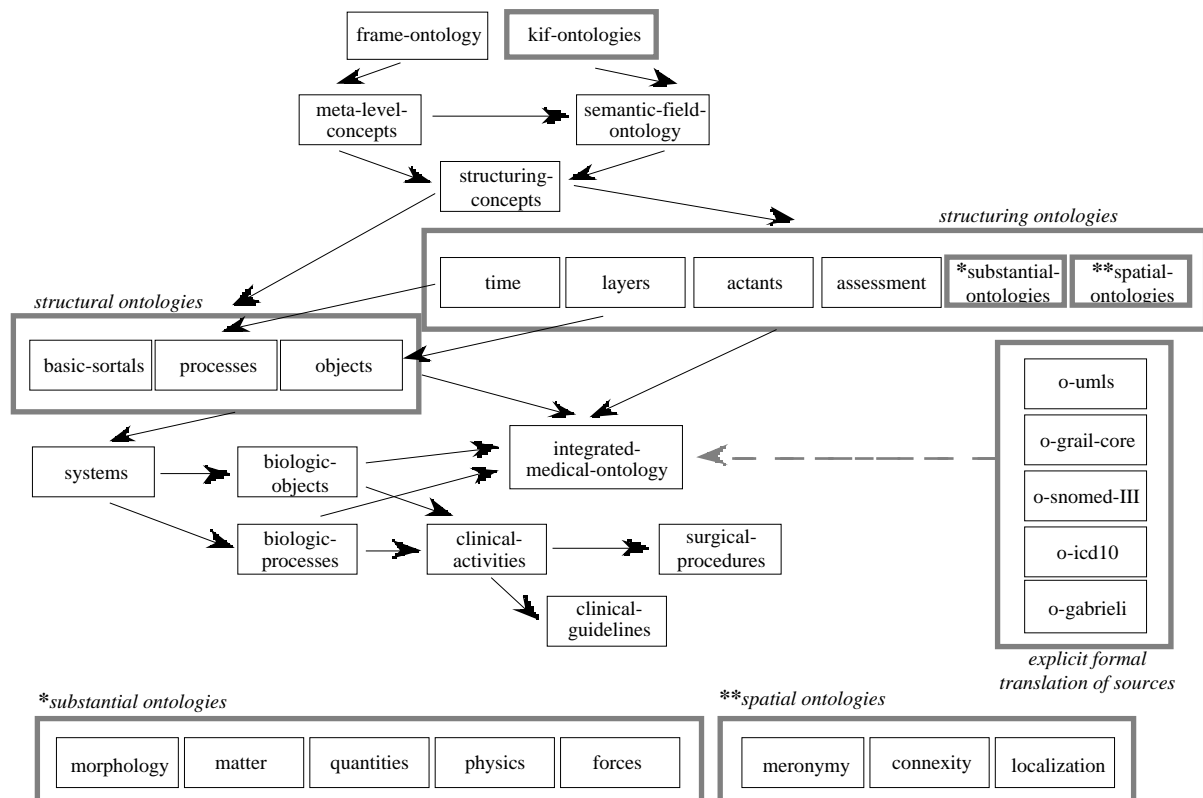 frame-ontology
kif-ontologies
meta-level-
concepts
semantic-field-
ontology
structuring-
concepts
structuring ontologies
time
layers
actants
assessment
*substantial-
ontologies
**spatial-
ontologies
structural ontologies
basic-sortals
processes
objects
o-umls
o-grail-core
o-snomed-III
o-icd10
o-gabrieli
explicit formal
translation of sources
systems
biologic-
objects
integrated-
medical-ontology
biologic-
processes
clinical-
activities
surgical-
procedures
clinical-
guidelines
*substantial ontologies
morphology
matter
quantities
physics
forces
**spatial ontologies
meronymy
connexity
localization